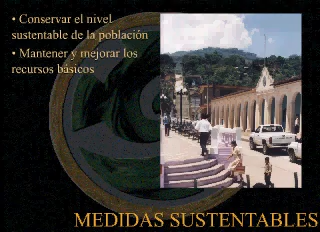 • Conservar el nivel
sustentable de la población
• Mantener y mejorar los
recursos básicos
MEDIDAS SUSTENTABLES